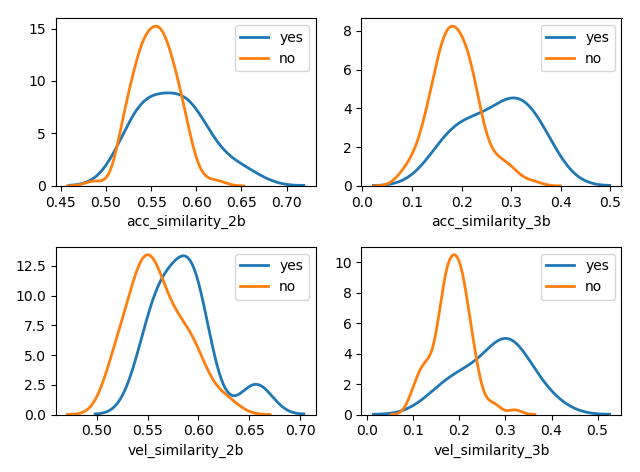 15
10
5
0
yes
no
0.45 0.50 0.55 0.60 0.65 0.70
acc_similarity_2b
8
6
4
2
0
yes
no
0.0 0.1 0.2 0.3 0.4 0.5
acc_similarity_3b
12.5
10.0
7.5
5.0
2.5
0.0
yes
no
0.50 0.55 0.60 0.65 0.70
vel_similarity_2b
10
8
6
4
2
0
yes
no
0.0 0.1 0.2 0.3 0.4 0.5
vel_similarity_3b